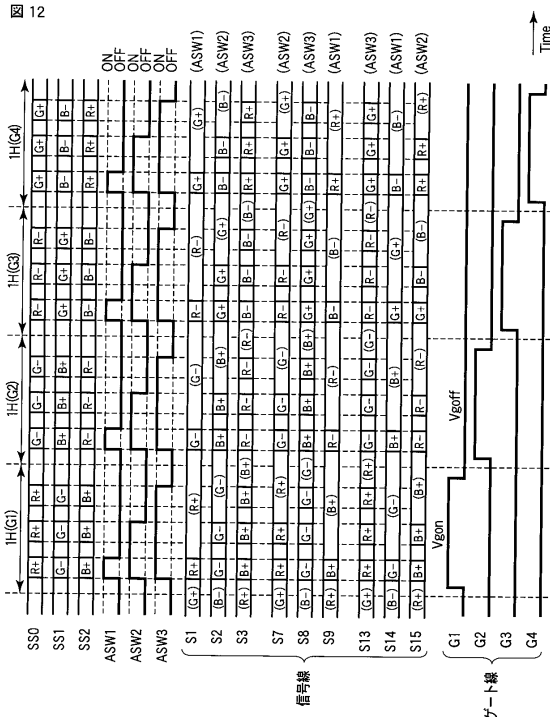 図 12
1H(G1) 1H(G2) 1H(G3) 1H(G4)
SS0 R+ R+ R+ G- G- G- R- R- R- G+ G+ G+
SS1 G- G- G- B+ B+ B+ G+ G+ G+ B- B- B-
SS2 B+ B+ B+ R- R- R- B- B- B- R+ R+ R+
ASW1 ON
OFF
ASW2 ON
OFF
ASW3 ON
OFF
S1 (G+) R+ (R+) G- (G-) R- (R-) G+ (G+) (ASW1)
S2 (B-) G- G- (G-) B+ B+ (B+) G+ G+ (G+) B- B- (B-) (ASW2)
S3 (R+) B+ B+ B+ (B+) R- R- R- (R-) B- B- B- (B-) R+ R+ R+ (ASW3)
S7 (G+) R+ R+ (R+) G- G- (G-) R- R- (R-) G+ G+ (G+) (ASW2)
S8 (B-) G- G- G- (G-) B+ B+ B+ (B+) G+ G+ G+ (G+) B- B- B- (ASW3)
S9 (R+) B+ (B+) R- (R-) B- (B-) R+ (R+) (ASW1)
S13 (G+) R+ R+ R+ (R+) G- G- G- (G-) R- R- R- (R-) G+ G+ G+ (ASW3)
S14 (B-) G- (G-) B+ (B+) G+ (G+) B- (B-) (ASW1)
S15 (R+) B+ B+ (B+) R- R- (R-) B- B- (B-) R+ R+ (R+) (ASW2)
信号線
Vgon
Vgoff
G1
G2
G3
G4
ゲート線
Time